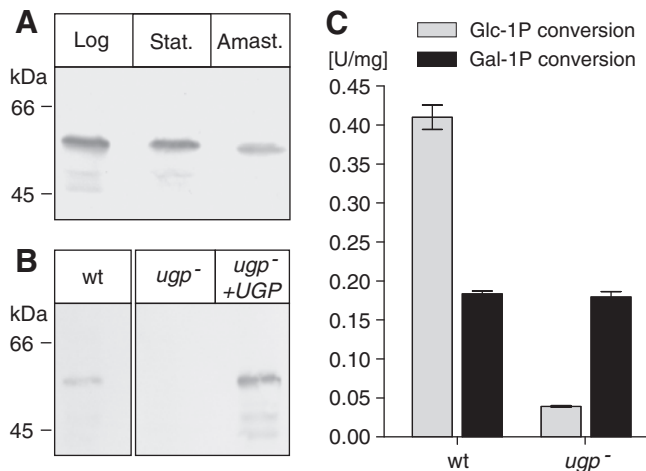 A
Log Stat. Amast.
kDa
66
45
B
wt ugp⁻ ugp⁻ +UGP
kDa
66
45
C
Glc-1P conversion
Gal-1P conversion
[U/mg]
0.45
0.40
0.35
0.30
0.25
0.20
0.15
0.10
0.05
0.00
wt ugp⁻